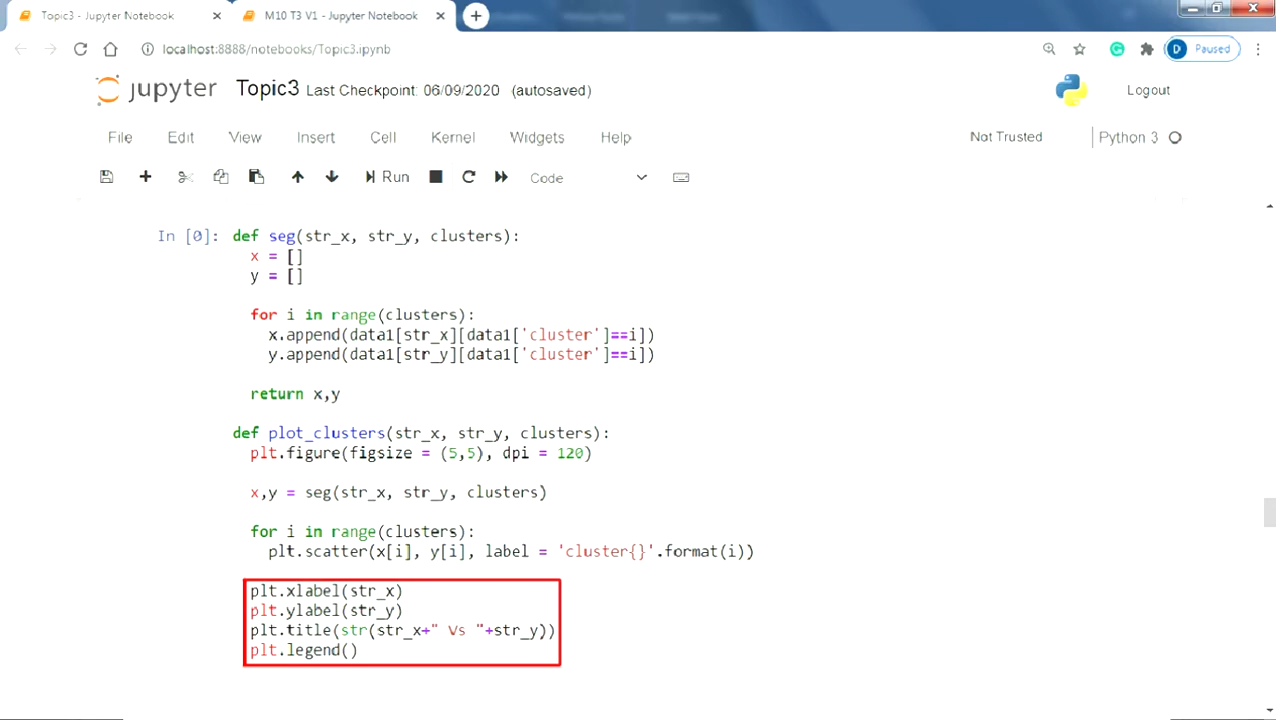 Topic3 - Jupyter Notebook
M10 T3 V1 - Jupyter Notebook
localhost:8888/notebooks/Topic3.ipynb
D Paused
jupyter Topic3 Last Checkpoint: 06/09/2020 (autosaved)
Logout
File Edit View Insert Cell Kernel Widgets Help
Not Trusted
Python 3
Run
Code
In [0]: def seg(str_x, str_y, clusters):
x = []
y = []
for i in range(clusters):
x.append(data1[str_x][data1['cluster']==i])
y.append(data1[str_y][data1['cluster']==i])
return x,y
def plot_clusters(str_x, str_y, clusters):
plt.figure(figsize = (5,5), dpi = 120)
x,y = seg(str_x, str_y, clusters)
for i in range(clusters):
plt.scatter(x[i], y[i], label = 'cluster{}'.format(i))
plt.xlabel(str_x)
plt.ylabel(str_y)
plt.title(str(str_x+" Vs "+str_y))
plt.legend()